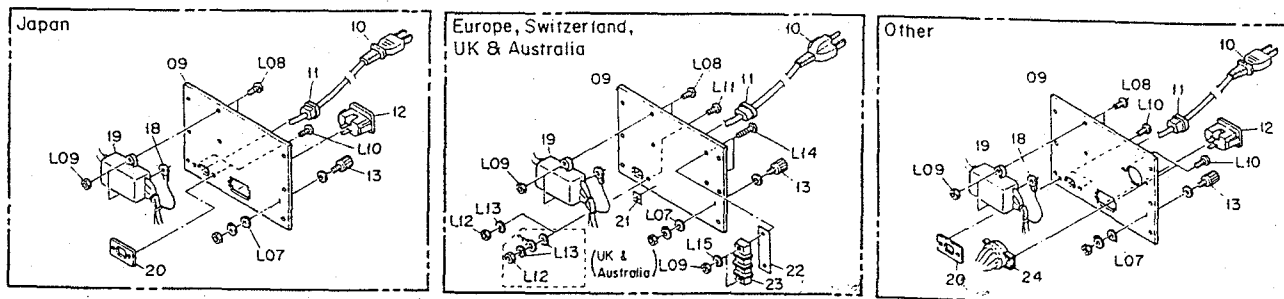 Japan
10
L08
09
11
12
18
19
L10
L09
13
L07
20
Europe, Switzerland,
UK & Australia
10
09
L08
L11
11
19
L09
L14
13
21
L07
L13
L12
L15
L13
(UK &
Australia)
L09
L12
22
23
Other
10
09
L08
11
L10
12
19
18
L09
L10
13
L07
20
24